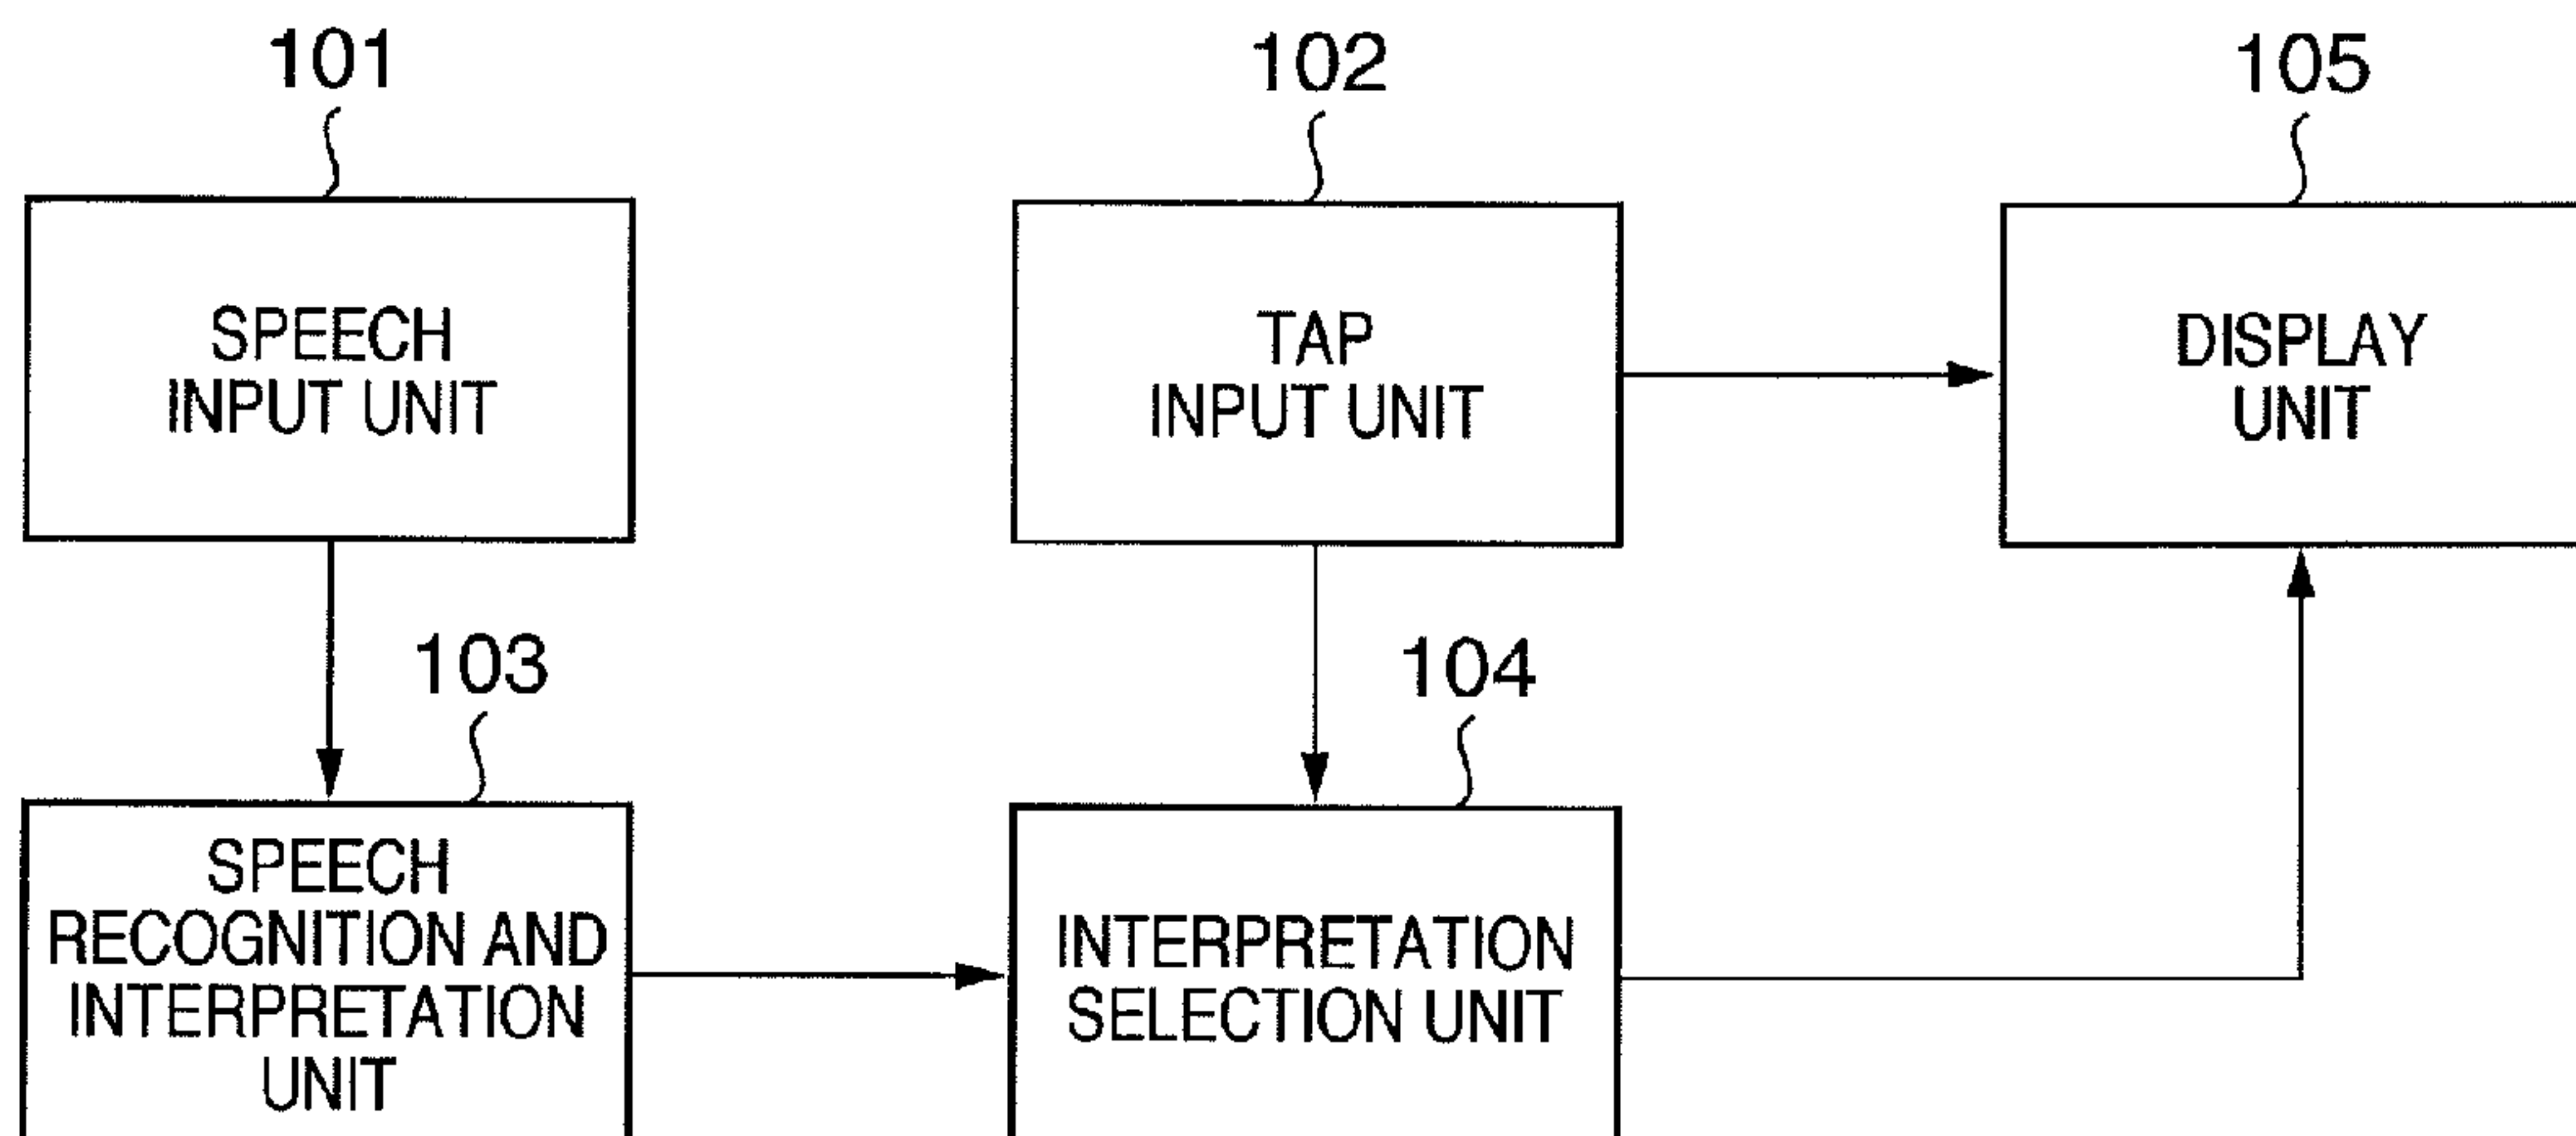 101
102
105
SPEECH
INPUT UNIT
TAP
INPUT UNIT
DISPLAY
UNIT
103
104
SPEECH
RECOGNITION AND
INTERPRETATION
UNIT
INTERPRETATION
SELECTION UNIT